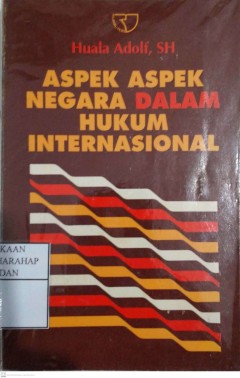 Huala Adolf, SH
ASPEK ASPEK
NEGARA DALAM
HUKUM
INTERNASIONAL
KAAN
HARAHAP
DAN